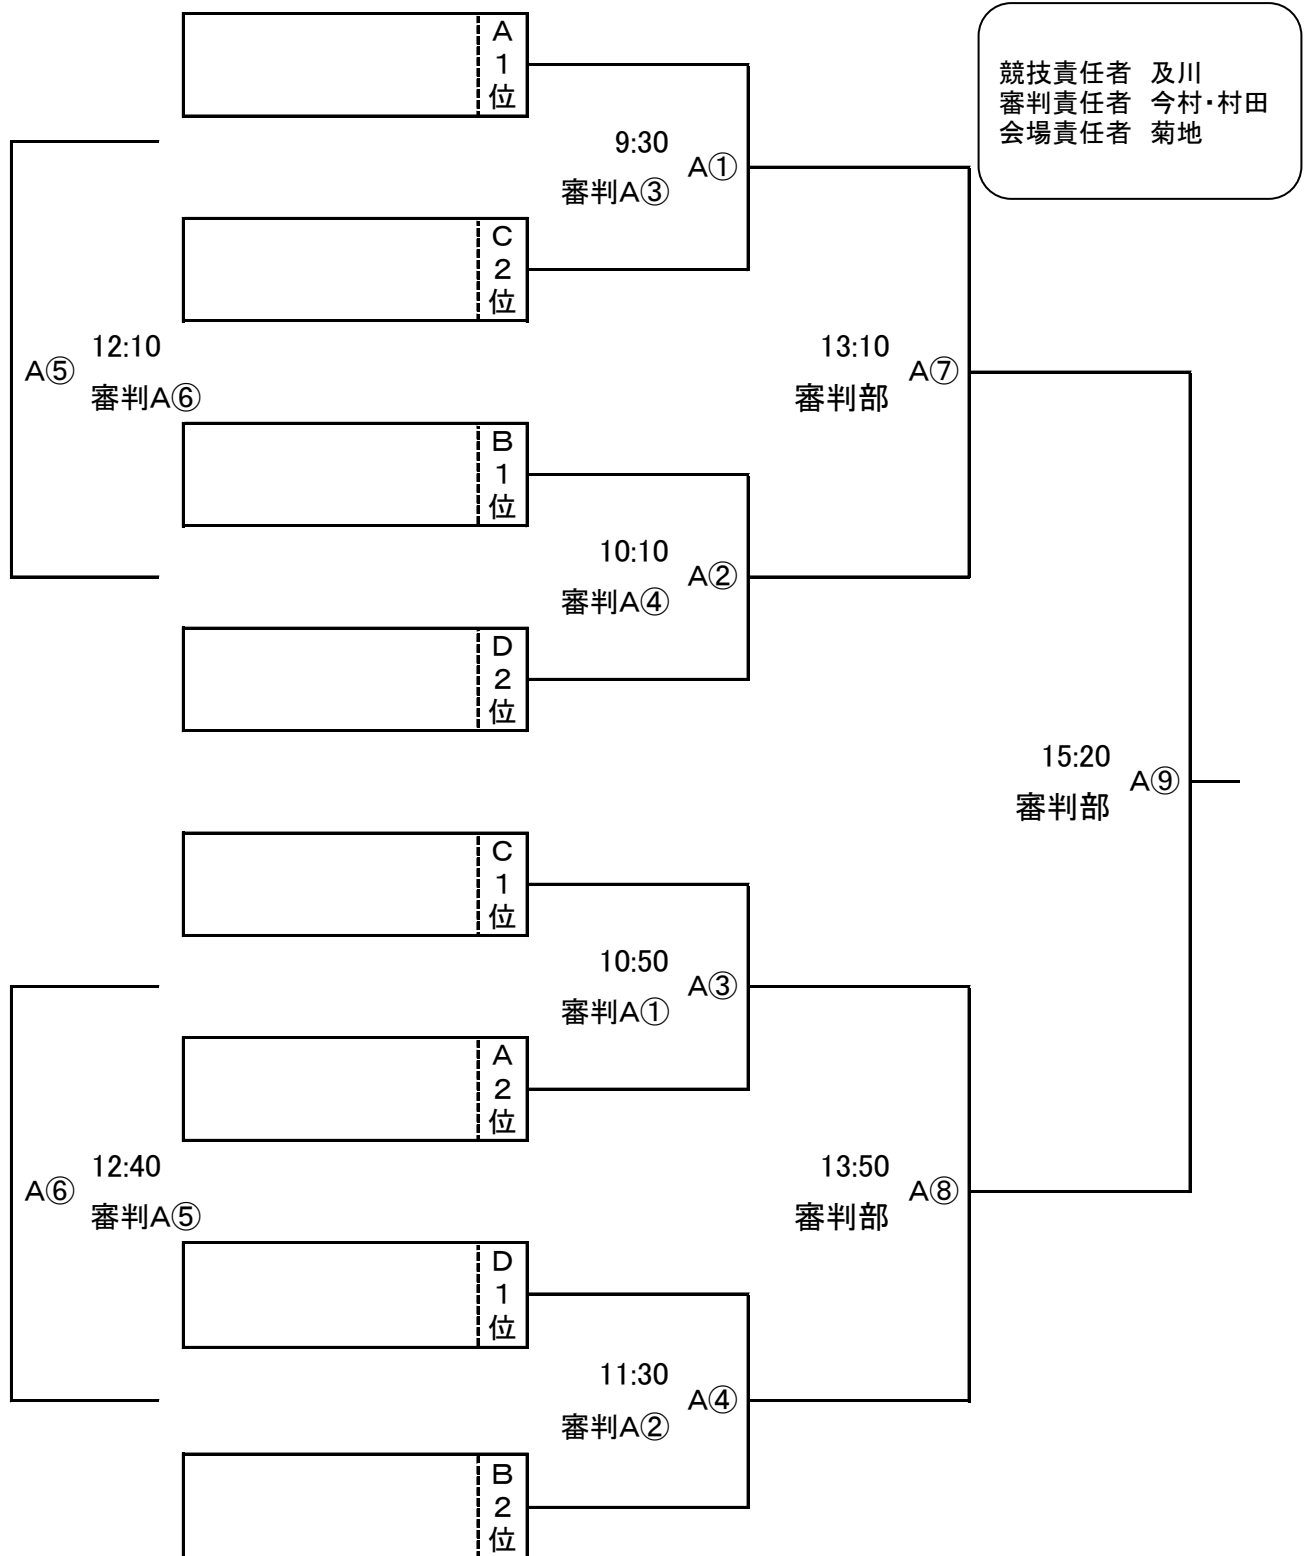 A
1
位
競技責任者 及川
審判責任者 今村・村田
会場責任者 菊地
9:30
審判A③
A①
C
2
位
A⑤
12:10
審判A⑥
13:10
審判部
A⑦
B
1
位
10:10
審判A④
A②
D
2
位
15:20
審判部
A⑨
C
1
位
10:50
審判A①
A③
A
2
位
A⑥
12:40
審判A⑤
13:50
審判部
A⑧
D
1
位
11:30
審判A②
A④
B
2
位